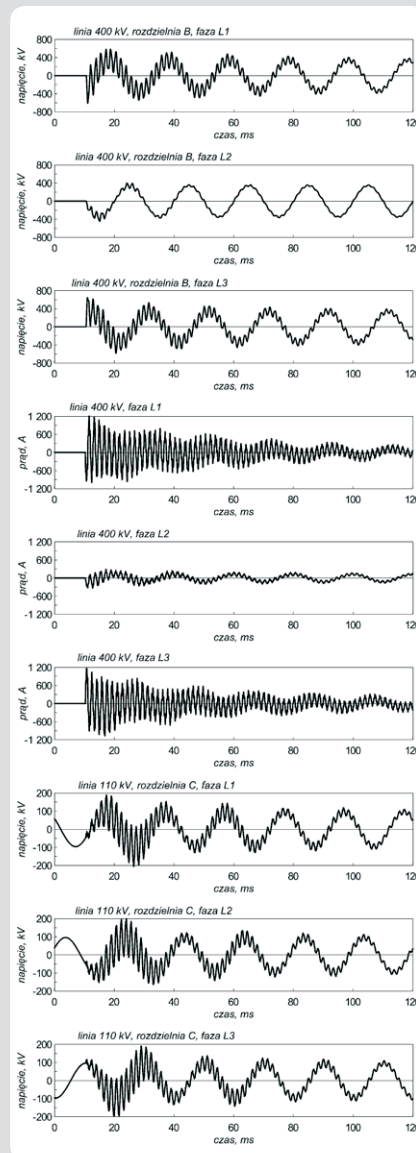 linia 400 kV, rozdzielnia B, faza L1
napięcie, kV
800
400
0
-400
-800
0 20 40 60 80 100 120
czas, ms
linia 400 kV, rozdzielnia B, faza L2
napięcie, kV
800
400
0
-400
-800
0 20 40 60 80 100 120
czas, ms
linia 400 kV, rozdzielnia B, faza L3
napięcie, kV
800
400
0
-400
-800
0 20 40 60 80 100 120
czas, ms
linia 400 kV, faza L1
prąd, A
1 200
600
0
-600
-1 200
0 20 40 60 80 100 120
czas, ms
linia 400 kV, faza L2
prąd, A
1 200
600
0
-600
-1 200
0 20 40 60 80 100 120
czas, ms
linia 400 kV, faza L3
prąd, A
1 200
600
0
-600
-1 200
0 20 40 60 80 100 120
czas, ms
linia 110 kV, rozdzielnia C, faza L1
napięcie, kV
200
100
0
-100
-200
0 20 40 60 80 100 120
czas, ms
linia 110 kV, rozdzielnia C, faza L2
napięcie, kV
200
100
0
-100
-200
0 20 40 60 80 100 120
czas, ms
linia 110 kV, rozdzielnia C, faza L3
napięcie, kV
200
100
0
-100
-200
0 20 40 60 80 100 120
czas, ms